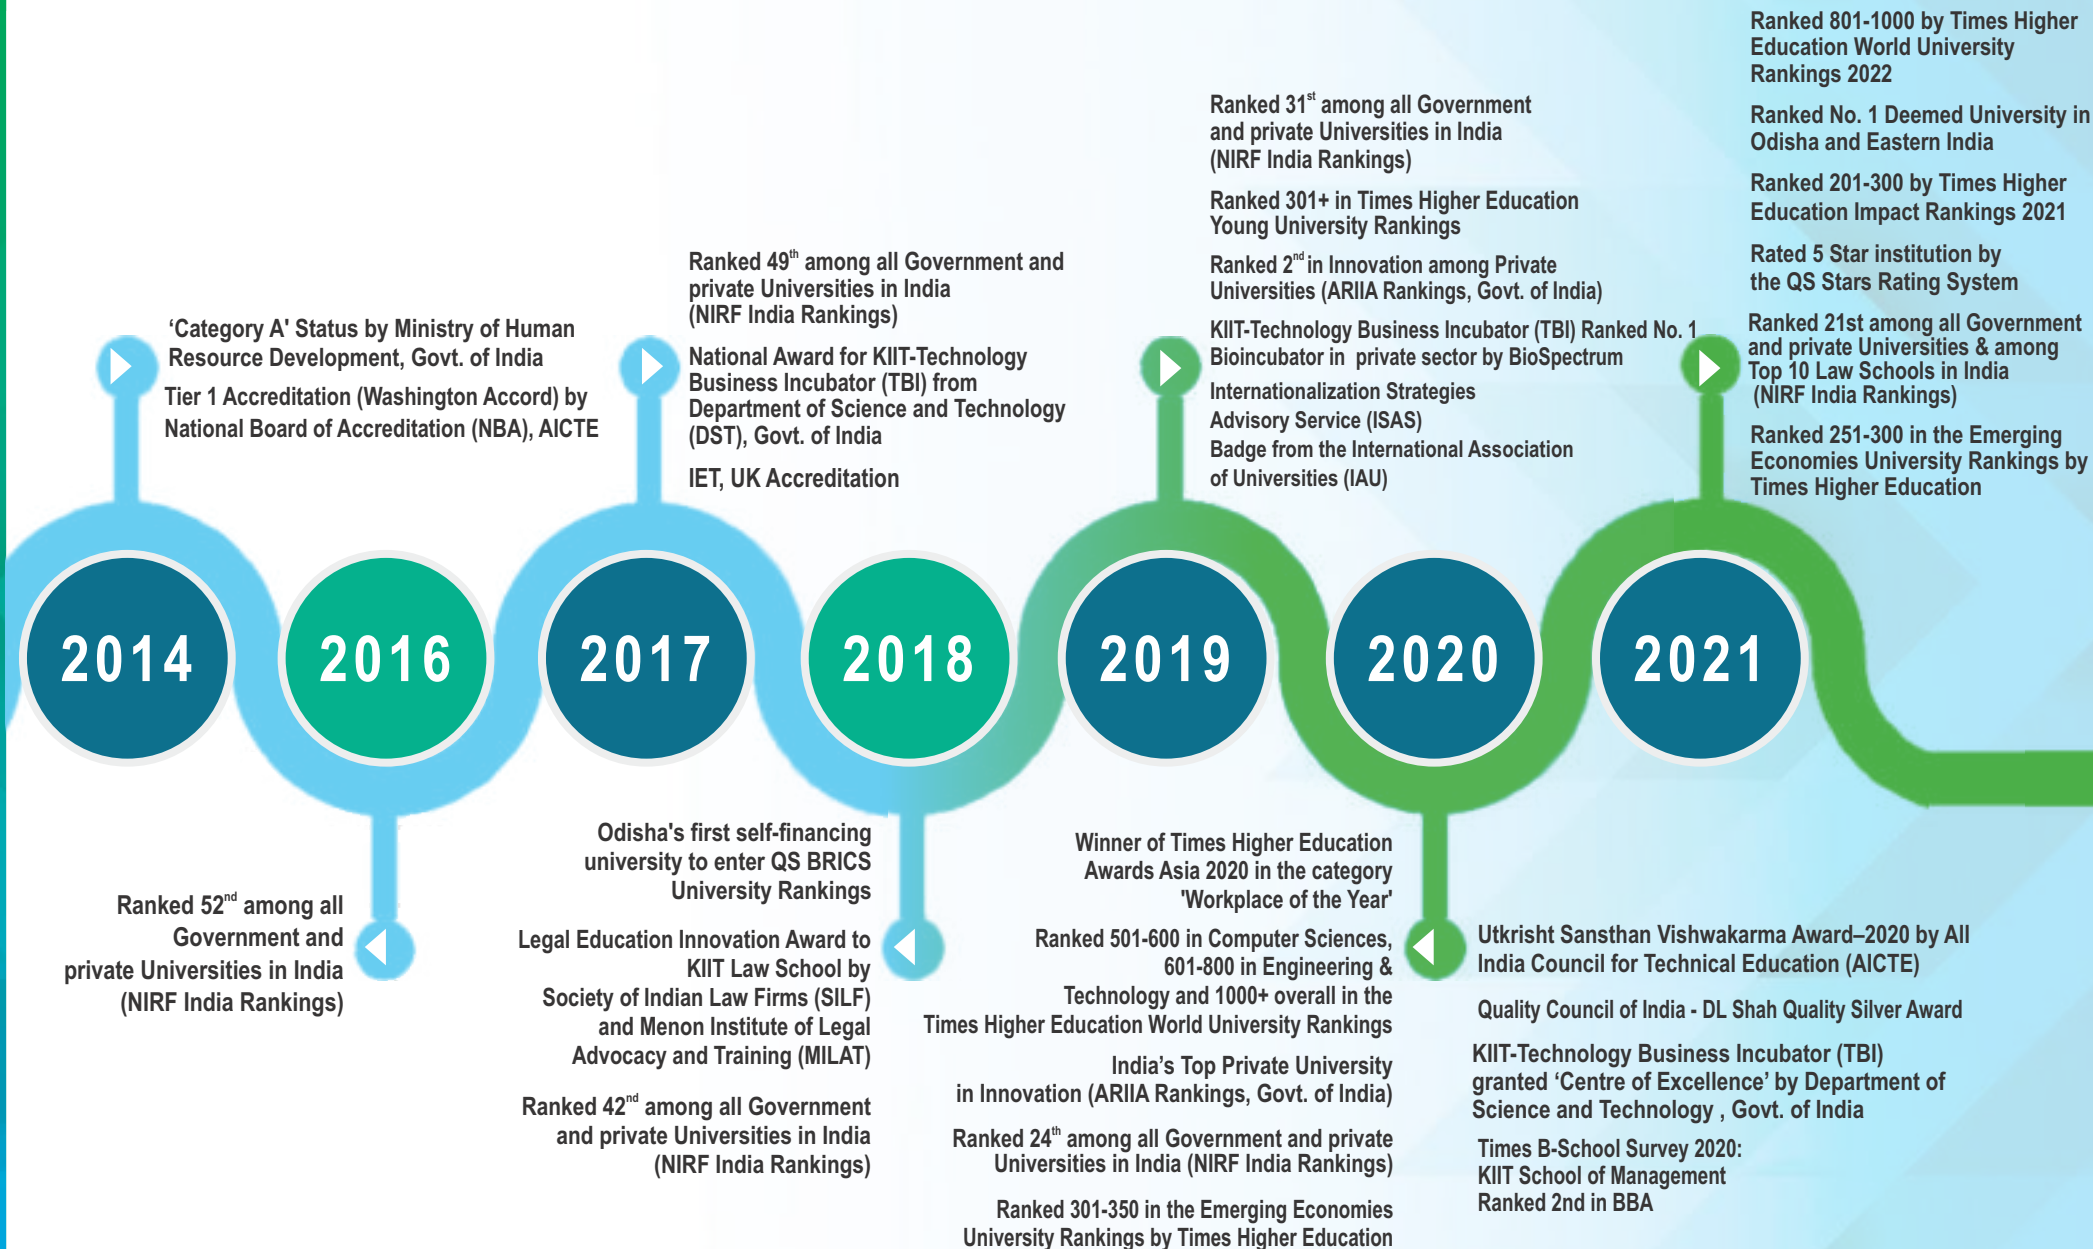 ‘Category A' Status by Ministry of Human
Resource Development, Govt. of India
Tier 1 Accreditation (Washington Accord) by
National Board of Accreditation (NBA), AICTE
Ranked 49th among all Government and
private Universities in India
(NIRF India Rankings)
National Award for KIIT-Technology
Business Incubator (TBI) from
Department of Science and Technology
(DST), Govt. of India
IET, UK Accreditation
Ranked 31st among all Government
and private Universities in India
(NIRF India Rankings)
Ranked 301+ in Times Higher Education
Young University Rankings
Ranked 2nd in Innovation among Private
Universities (ARIIA Rankings, Govt. of India)
KIIT-Technology Business Incubator (TBI) Ranked No. 1
Bioincubator in private sector by BioSpectrum
Internationalization Strategies
Advisory Service (ISAS)
Badge from the International Association
of Universities (IAU)
Ranked 801-1000 by Times Higher
Education World University
Rankings 2022
Ranked No. 1 Deemed University in
Odisha and Eastern India
Ranked 201-300 by Times Higher
Education Impact Rankings 2021
Rated 5 Star institution by
the QS Stars Rating System
Ranked 21st among all Government
and private Universities & among
Top 10 Law Schools in India
(NIRF India Rankings)
Ranked 251-300 in the Emerging
Economies University Rankings by
Times Higher Education
2014
2016
2017
2018
2019
2020
2021
Ranked 52nd among all
Government and
private Universities in India
(NIRF India Rankings)
Odisha's first self-financing
university to enter QS BRICS
University Rankings
Legal Education Innovation Award to
KIIT Law School by
Society of Indian Law Firms (SILF)
and Menon Institute of Legal
Advocacy and Training (MILAT)
Ranked 42nd among all Government
and private Universities in India
(NIRF India Rankings)
Winner of Times Higher Education
Awards Asia 2020 in the category
'Workplace of the Year'
Ranked 501-600 in Computer Sciences,
601-800 in Engineering &
Technology and 1000+ overall in the
Times Higher Education World University Rankings
India’s Top Private University
in Innovation (ARIIA Rankings, Govt. of India)
Ranked 24th among all Government and private
Universities in India (NIRF India Rankings)
Ranked 301-350 in the Emerging Economies
University Rankings by Times Higher Education
Utkrisht Sansthan Vishwakarma Award–2020 by All
India Council for Technical Education (AICTE)
Quality Council of India - DL Shah Quality Silver Award
KIIT-Technology Business Incubator (TBI)
granted ‘Centre of Excellence’ by Department of
Science and Technology , Govt. of India
Times B-School Survey 2020:
KIIT School of Management
Ranked 2nd in BBA